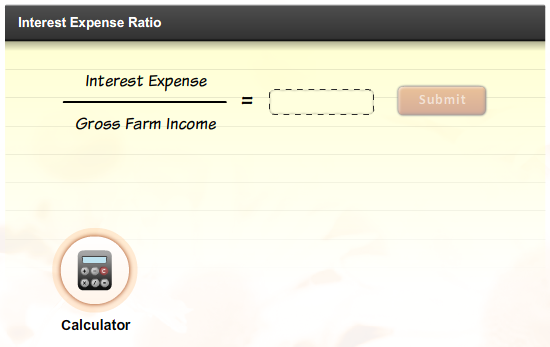 Interest Expense Ratio
Interest Expense
=
Submit
Gross Farm Income
Calculator